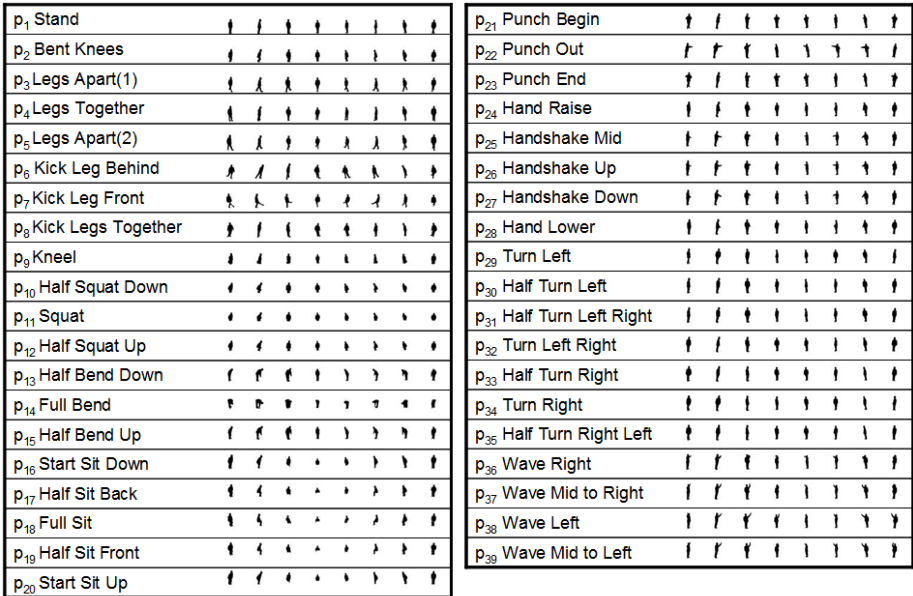 p1 Stand
p2 Bent Knees
p3 Legs Apart(1)
p4 Legs Together
p5 Legs Apart(2)
p6 Kick Leg Behind
p7 Kick Leg Front
p8 Kick Legs Together
p9 Kneel
p10 Half Squat Down
p11 Squat
p12 Half Squat Up
p13 Half Bend Down
p14 Full Bend
p15 Half Bend Up
p16 Start Sit Down
p17 Half Sit Back
p18 Full Sit
p19 Half Sit Front
p20 Start Sit Up
p21 Punch Begin
p22 Punch Out
p23 Punch End
p24 Hand Raise
p25 Handshake Mid
p26 Handshake Up
p27 Handshake Down
p28 Hand Lower
p29 Turn Left
p30 Half Turn Left
p31 Half Turn Left Right
p32 Turn Left Right
p33 Half Turn Right
p34 Turn Right
p35 Half Turn Right Left
p36 Wave Right
p37 Wave Mid to Right
p38 Wave Left
p39 Wave Mid to Left